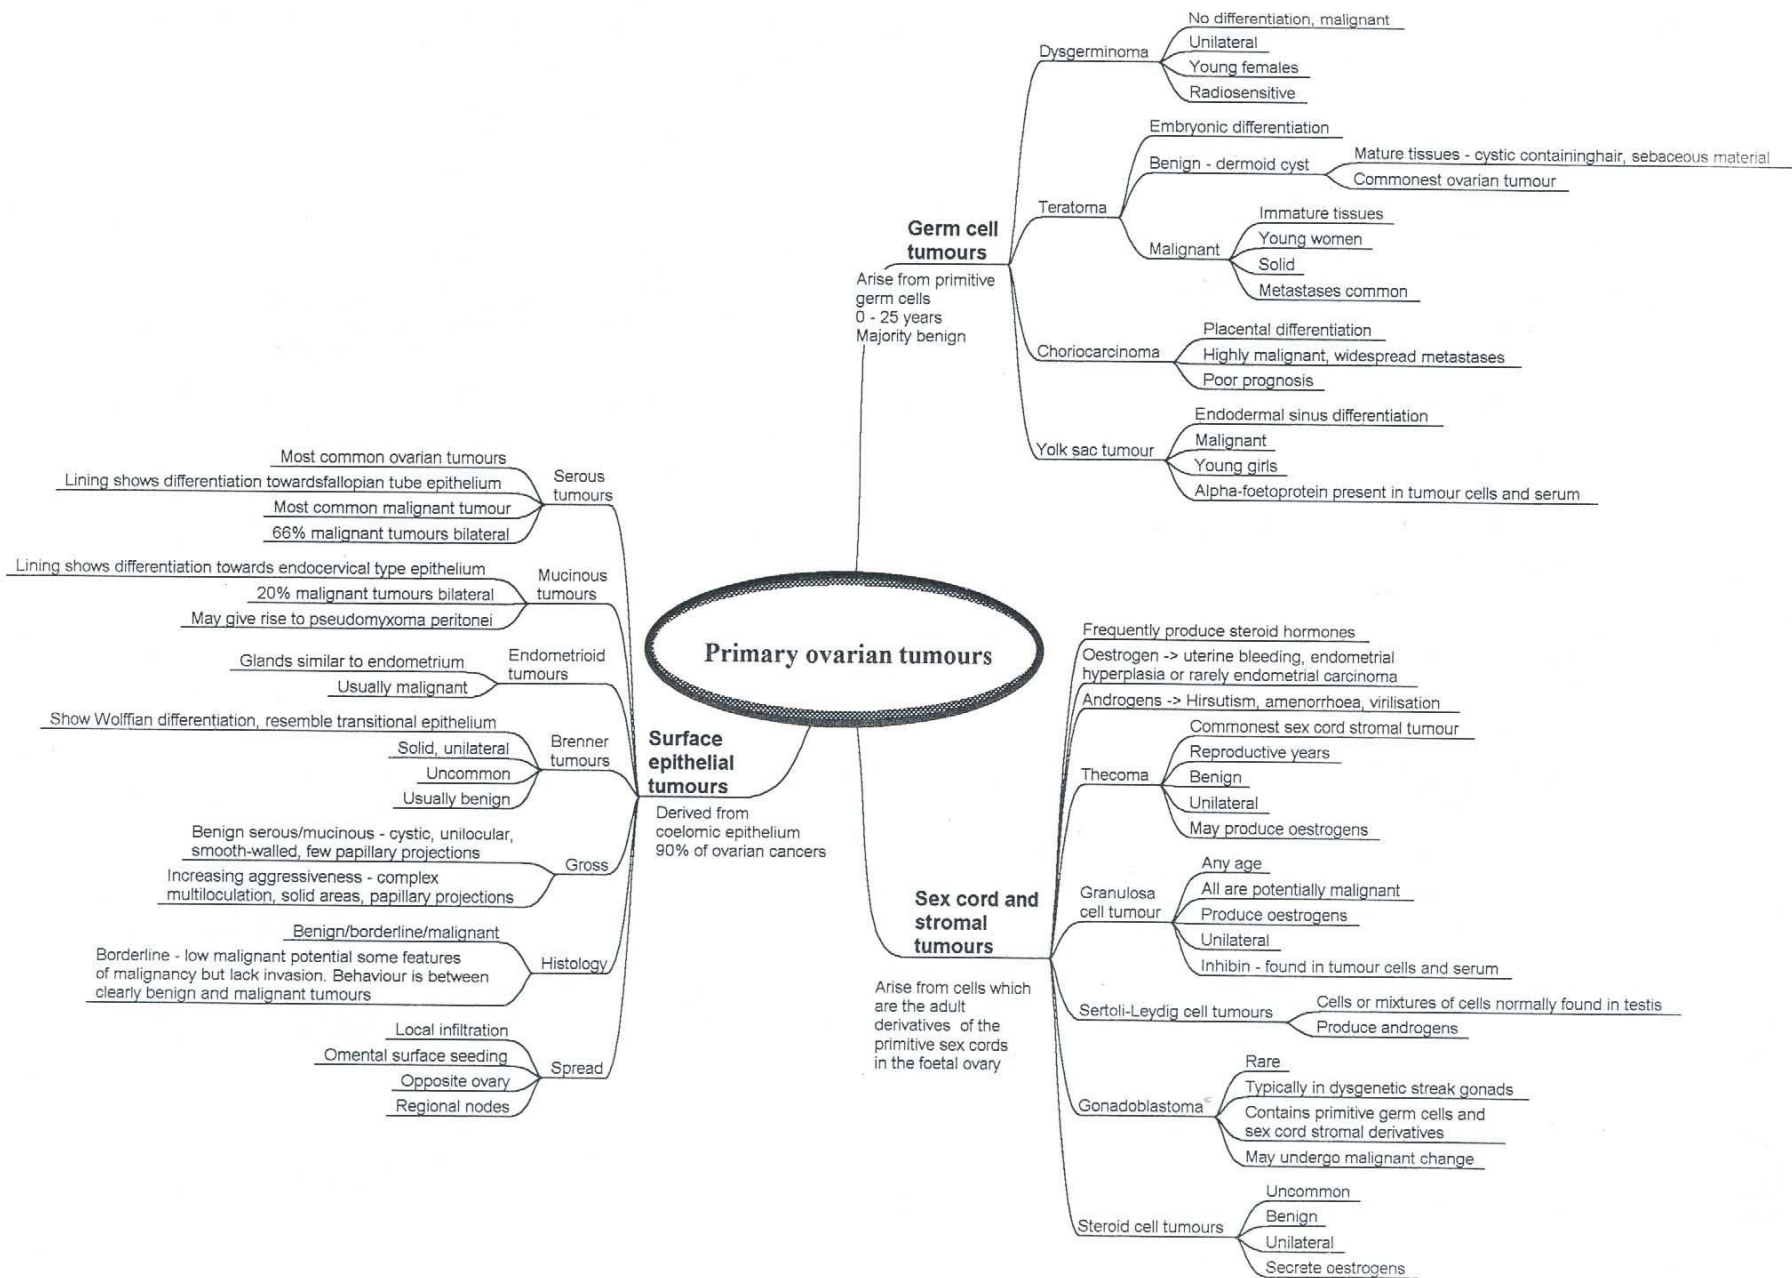 Primary ovarian tumours
Germ cell
tumours
Arise from primitive
germ cells
0 - 25 years
Majority benign
Dysgerminoma
No differentiation, malignant
Unilateral
Young females
Radiosensitive
Teratoma
Embryonic differentiation
Benign - dermoid cyst
Mature tissues - cystic containinghair, sebaceous material
Commonest ovarian tumour
Malignant
Immature tissues
Young women
Solid
Metastases common
Choriocarcinoma
Placental differentiation
Highly malignant, widespread metastases
Poor prognosis
Yolk sac tumour
Endodermal sinus differentiation
Malignant
Young girls
Alpha-foetoprotein present in tumour cells and serum
Sex cord and
stromal
tumours
Arise from cells which
are the adult
derivatives of the
primitive sex cords
in the foetal ovary
Frequently produce steroid hormones
Oestrogen -> uterine bleeding, endometrial
hyperplasia or rarely endometrial carcinoma
Androgens -> Hirsutism, amenorrhoea, virilisation
Thecoma
Commonest sex cord stromal tumour
Reproductive years
Benign
Unilateral
May produce oestrogens
Granulosa
cell tumour
Any age
All are potentially malignant
Produce oestrogens
Unilateral
Inhibin - found in tumour cells and serum
Sertoli-Leydig cell tumours
Cells or mixtures of cells normally found in testis
Produce androgens
Gonadoblastoma
Rare
Typically in dysgenetic streak gonads
Contains primitive germ cells and
sex cord stromal derivatives
May undergo malignant change
Steroid cell tumours
Uncommon
Benign
Unilateral
Secrete oestrogens
Surface
epithelial
tumours
Derived from
coelomic epithelium
90% of ovarian cancers
Serous
tumours
Most common ovarian tumours
Lining shows differentiation towardsfallopian tube epithelium
Most common malignant tumour
66% malignant tumours bilateral
Mucinous
tumours
Lining shows differentiation towards endocervical type epithelium
20% malignant tumours bilateral
May give rise to pseudomyxoma peritonei
Endometrioid
tumours
Glands similar to endometrium
Usually malignant
Brenner
tumours
Show Wolffian differentiation, resemble transitional epithelium
Solid, unilateral
Uncommon
Usually benign
Gross
Benign serous/mucinous - cystic, unilocular,
smooth-walled, few papillary projections
Increasing aggressiveness - complex
multiloculation, solid areas, papillary projections
Histology
Benign/borderline/malignant
Borderline - low malignant potential some features
of malignancy but lack invasion. Behaviour is between
clearly benign and malignant tumours
Spread
Local infiltration
Omental surface seeding
Opposite ovary
Regional nodes